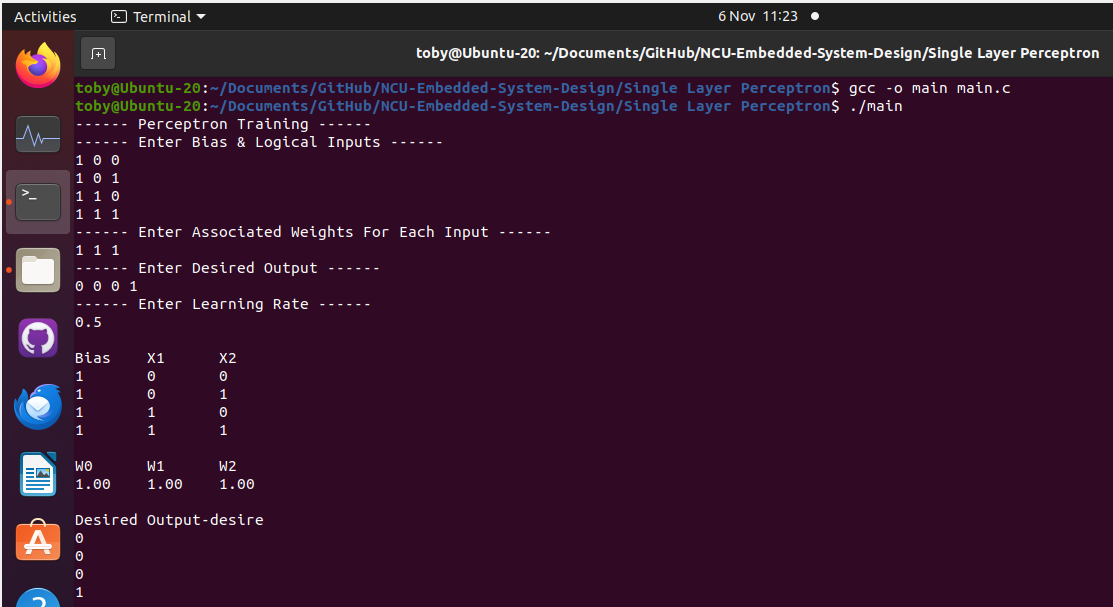 Activities Terminal 6 Nov 11:23
toby@Ubuntu-20: ~/Documents/GitHub/NCU-Embedded-System-Design/Single Layer Perceptron
toby@Ubuntu-20:~/Documents/GitHub/NCU-Embedded-System-Design/Single Layer Perceptron$ gcc -o main main.c
toby@Ubuntu-20:~/Documents/GitHub/NCU-Embedded-System-Design/Single Layer Perceptron$ ./main
------ Perceptron Training ------
------ Enter Bias & Logical Inputs ------
1 0 0
1 0 1
1 1 0
1 1 1
------ Enter Associated Weights For Each Input ------
1 1 1
------ Enter Desired Output ------
0 0 0 1
------ Enter Learning Rate ------
0.5
Bias X1 X2
1 0 0
1 0 1
1 1 0
1 1 1
W0 W1 W2
1.00 1.00 1.00
Desired Output-desire
0
0
0
1